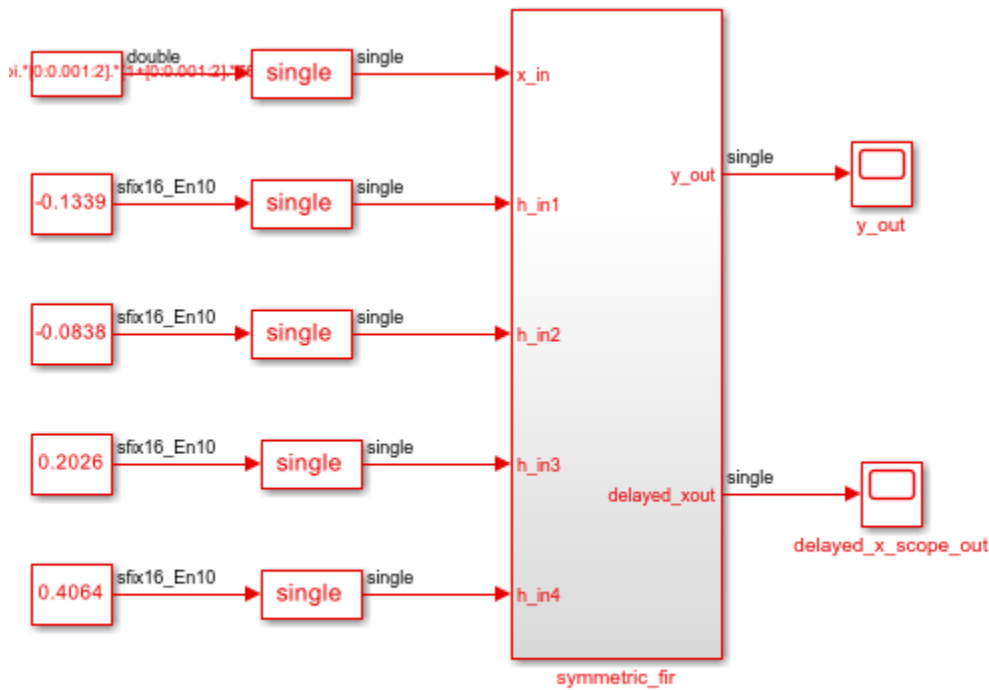 double
single
single
x_in
-0.1339
sfix16_En10
single
single
h_in1
y_out
single
y_out
-0.0838
sfix16_En10
single
single
h_in2
0.2026
sfix16_En10
single
single
h_in3
delayed_xout
single
delayed_x_scope_out
0.4064
sfix16_En10
single
single
h_in4
symmetric_fir